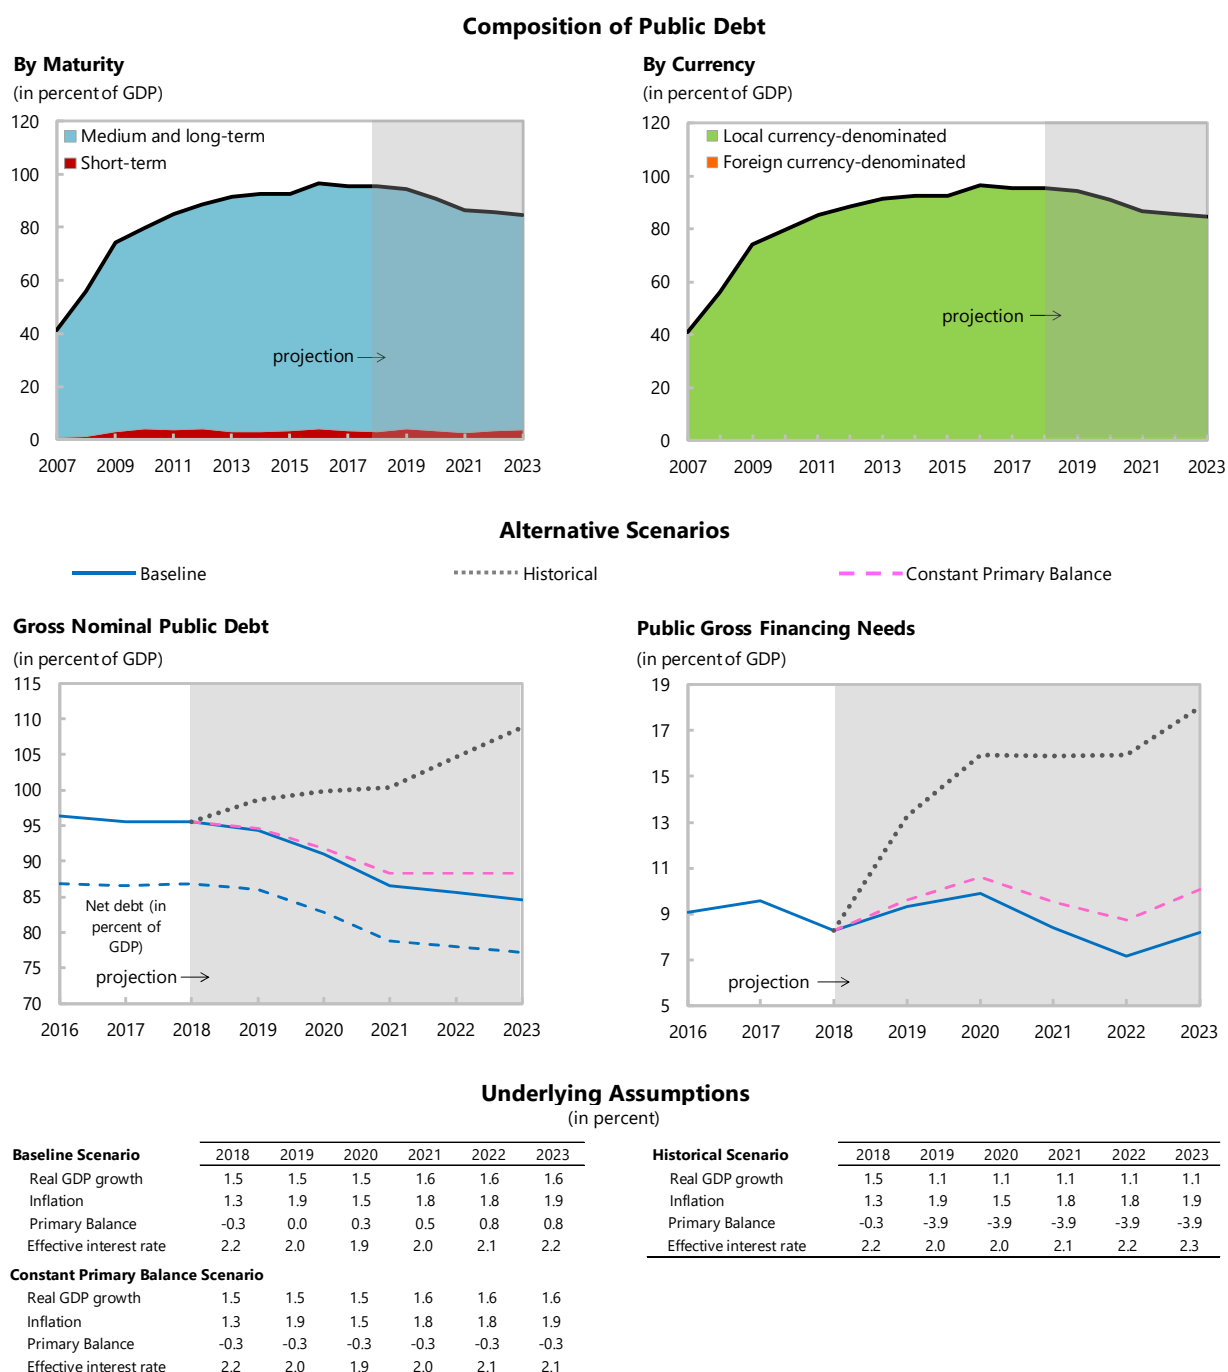 Composition of Public Debt
By Maturity
(in percent of GDP)
120
100
80
60
40
20
0
Medium and long-term
Short-term
projection
2007 2009 2011 2013 2015 2017 2019 2021 2023
By Currency
(in percent of GDP)
120
100
80
60
40
20
0
Local currency-denominated
Foreign currency-denominated
projection
2007 2009 2011 2013 2015 2017 2019 2021 2023
Alternative Scenarios
Baseline Historical Constant Primary Balance
Gross Nominal Public Debt
(in percent of GDP)
115
110
105
100
95
90
85
80
75
70
Net debt (in
percent of
GDP)
projection
2016 2017 2018 2019 2020 2021 2022 2023
Public Gross Financing Needs
(in percent of GDP)
19
17
15
13
11
9
7
5
projection
2016 2017 2018 2019 2020 2021 2022 2023
Underlying Assumptions
(in percent)
Baseline Scenario 2018 2019 2020 2021 2022 2023
Real GDP growth 1.5 1.5 1.5 1.6 1.6 1.6
Inflation 1.3 1.9 1.5 1.8 1.8 1.9
Primary Balance -0.3 0.0 0.3 0.5 0.8 0.8
Effective interest rate 2.2 2.0 1.9 2.0 2.1 2.2
Constant Primary Balance Scenario
Real GDP growth 1.5 1.5 1.5 1.6 1.6 1.6
Inflation 1.3 1.9 1.5 1.8 1.8 1.9
Primary Balance -0.3 -0.3 -0.3 -0.3 -0.3 -0.3
Effective interest rate 2.2 2.0 1.9 2.0 2.1 2.1
Historical Scenario 2018 2019 2020 2021 2022 2023
Real GDP growth 1.5 1.1 1.1 1.1 1.1 1.1
Inflation 1.3 1.9 1.5 1.8 1.8 1.9
Primary Balance -0.3 -3.9 -3.9 -3.9 -3.9 -3.9
Effective interest rate 2.2 2.0 2.0 2.1 2.2 2.3